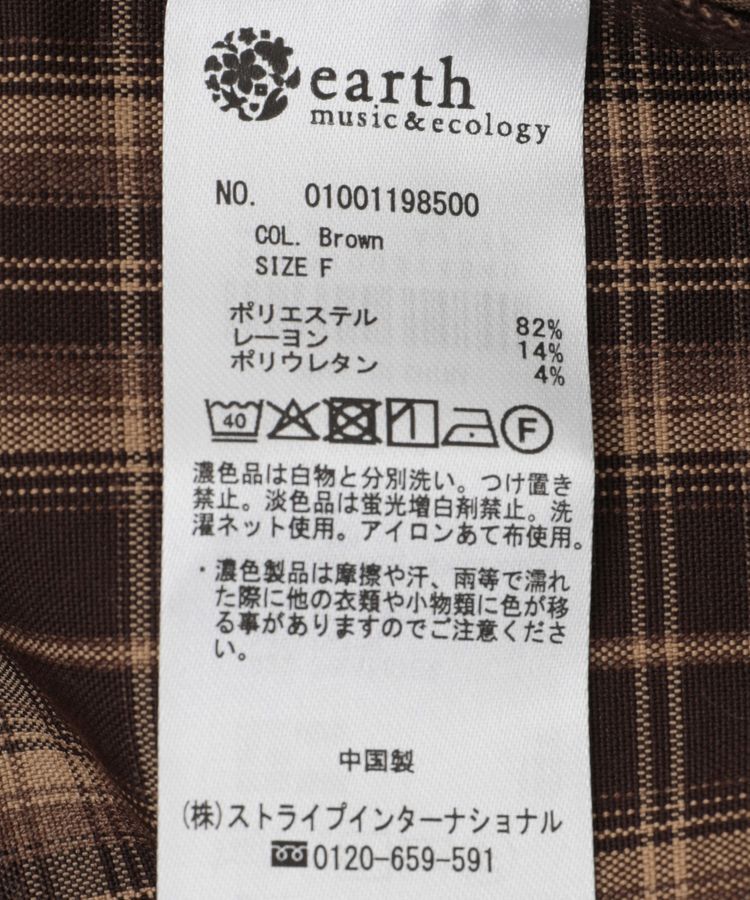 earth
music&ecology
NO. 01001198500
COL. Brown
SIZE F
ポリエステル 82%
レーヨン 14%
ポリウレタン 4%
40 F
濃色品は白物と分別洗い。つけ置き
禁止。淡色品は蛍光増白剤禁止。洗
濯ネット使用。アイロンあて布使用。
・濃色製品は摩擦や汗、雨等で濡れ
た際に他の衣類や小物類に色が移
る事がありますのでご注意くださ
い。
中国製
(株)ストライプインターナショナル
0120-659-591